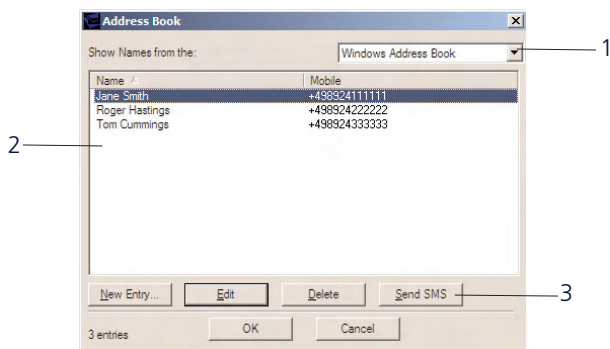 Address Book
Show Names from the: Windows Address Book
1
Name Mobile
Jane Smith +498924111111
Roger Hastings +498924222222
Tom Cummings +498924333333
2
New Entry... Edit Delete Send SMS
3
3 entries OK Cancel